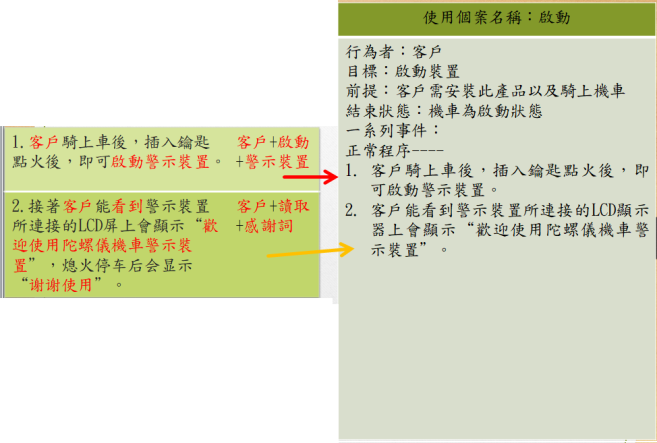 1.客戶騎上車後，插入鑰匙
點火後，即可啟動警示裝置。
客戶+啟動
+警示裝置
2.接著客戶能看到警示裝置
所連接的LCD屏上會顯示“歡
迎使用陀螺儀機車警示裝
置”，熄火停车后会显示
“谢谢使用”。
客戶+讀取
+感謝詞
使用個案名稱：啟動
行為者：客戶
目標：啟動裝置
前提：客戶需安裝此產品以及騎上機車
結束狀態：機車為啟動狀態
一系列事件：
正常程序----
1. 客戶騎上車後，插入鑰匙點火後，即
可啟動警示裝置。
2. 客戶能看到警示裝置所連接的LCD顯示
器上會顯示“歡迎使用陀螺儀機車警
示裝置”。